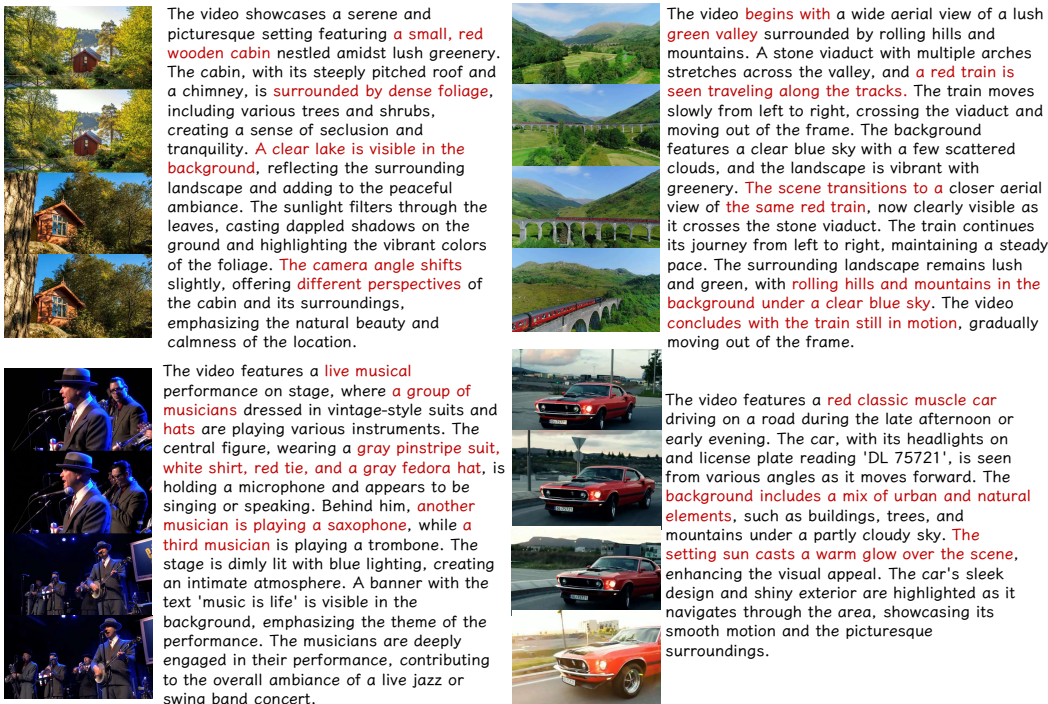 The video showcases a serene and
picturesque setting featuring a small, red
wooden cabin nestled amidst lush greenery.
The cabin, with its steeply pitched roof and
a chimney, is surrounded by dense foliage,
including various trees and shrubs,
creating a sense of seclusion and
tranquility. A clear lake is visible in the
background, reflecting the surrounding
landscape and adding to the peaceful
ambiance. The sunlight filters through the
leaves, casting dappled shadows on the
ground and highlighting the vibrant colors
of the foliage. The camera angle shifts
slightly, offering different perspectives of
the cabin and its surroundings,
emphasizing the natural beauty and
calmness of the location.
The video begins with a wide aerial view of a lush
green valley surrounded by rolling hills and
mountains. A stone viaduct with multiple arches
stretches across the valley, and a red train is
seen traveling along the tracks. The train moves
slowly from left to right, crossing the viaduct and
moving out of the frame. The background
features a clear blue sky with a few scattered
clouds, and the landscape is vibrant with
greenery. The scene transitions to a closer aerial
view of the same red train, now clearly visible as
it crosses the stone viaduct. The train continues
its journey from left to right, maintaining a steady
pace. The surrounding landscape remains lush
and green, with rolling hills and mountains in the
background under a clear blue sky. The video
concludes with the train still in motion, gradually
moving out of the frame.
The video features a live musical
performance on stage, where a group of
musicians dressed in vintage-style suits and
hats are playing various instruments. The
central figure, wearing a gray pinstripe suit,
white shirt, red tie, and a gray fedora hat, is
holding a microphone and appears to be
singing or speaking. Behind him, another
musician is playing a saxophone, while a
third musician is playing a trombone. The
stage is dimly lit with blue lighting, creating
an intimate atmosphere. A banner with the
text 'music is life' is visible in the
background, emphasizing the theme of the
performance. The musicians are deeply
engaged in their performance, contributing
to the overall ambiance of a live jazz or
swing band concert.
The video features a red classic muscle car
driving on a road during the late afternoon or
early evening. The car, with its headlights on
and license plate reading 'DL 75721', is seen
from various angles as it moves forward. The
background includes a mix of urban and natural
elements, such as buildings, trees, and
mountains under a partly cloudy sky. The
setting sun casts a warm glow over the scene,
enhancing the visual appeal. The car's sleek
design and shiny exterior are highlighted as it
navigates through the area, showcasing its
smooth motion and the picturesque
surroundings.